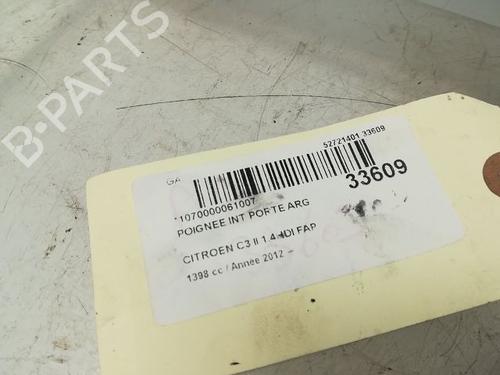 B-PARTS
GA
52721401 33609
33609
*1070000061007
POIGNEE INT PORTE ARG
CITROEN C3 II 1.4 HDI FAP
1398 cc / Année 2012 -